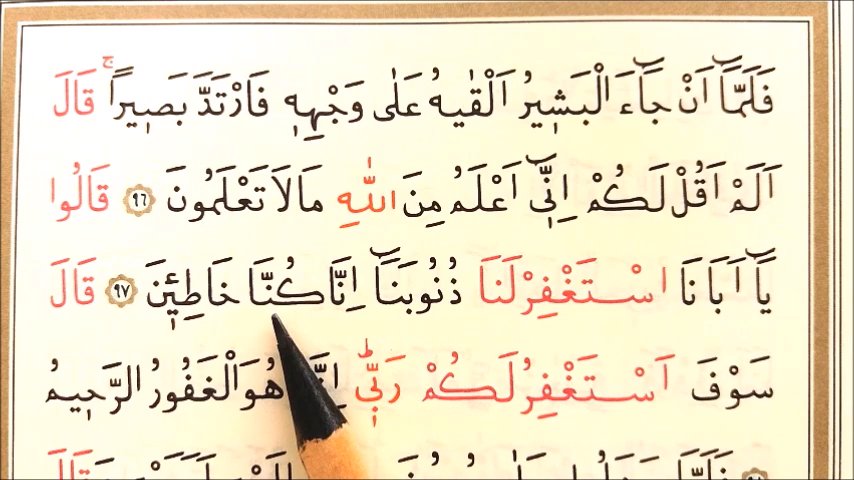 فَلَمَّٓا اَنْ جَٓاءَ الْبَش۪يرُ اَلْقٰيهُ عَلٰى وَجْهِه۪ فَارْتَدَّ بَص۪يرًاۚ قَالَ
اَلَمْ اَقُلْ لَكُمْ اِنّ۪ٓي اَعْلَمُ مِنَ اللّٰهِ مَالَا تَعْلَمُونَ ﴿٩٦﴾ قَالُوا
يَٓا اَبَانَا اسْتَغْفِرْلَنَا ذُنُوبَنَٓا اِنَّا كُنَّا خَاطِـ۪ٔينَ ﴿٩٧﴾ قَالَ
سَوْفَ اَسْتَغْفِرُ لَكُمْ رَبّ۪يۜ هُوَ الْغَفُورُ الرَّح۪يمُ